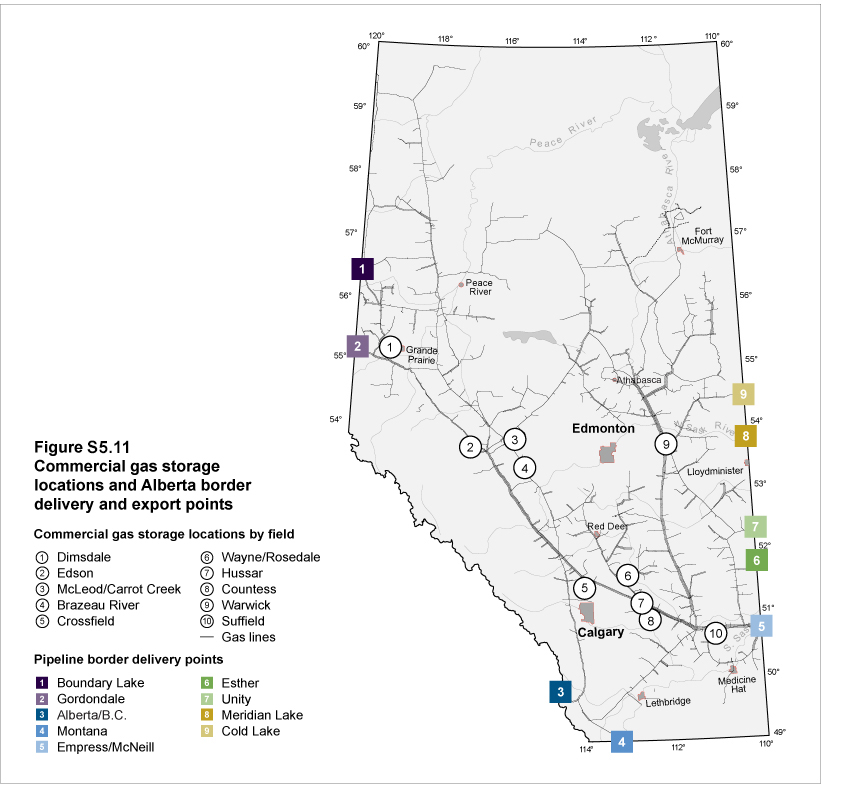 120° 118° 116° 114° 112° 110°
60° 60°
59° 59°
Peace River
58° 58°
Athabasca Rive
57° 57°
Fort
McMurray
1
Peace
River
56° 56°
2 1 Grande
Prairie
55° 55°
Athabasca
9
54° 54°
Edmonton
Sask River
8
2 3 9
4
Lloydminister
53°
7
Red Deer
52°
6
6
5
7
8
51°
5
10
Calgary
S. Sas
50°
Medicine
Hat
3
Lethbridge
4
49°
114° 112° 110°
Figure S5.11
Commercial gas storage
locations and Alberta border
delivery and export points
Commercial gas storage locations by field
1 Dimsdale
2 Edson
3 McLeod/Carrot Creek
4 Brazeau River
5 Crossfield
6 Wayne/Rosedale
7 Hussar
8 Countess
9 Warwick
10 Suffield
Gas lines
Pipeline border delivery points
1 Boundary Lake
2 Gordondale
3 Alberta/B.C.
4 Montana
5 Empress/McNeill
6 Esther
7 Unity
8 Meridian Lake
9 Cold Lake